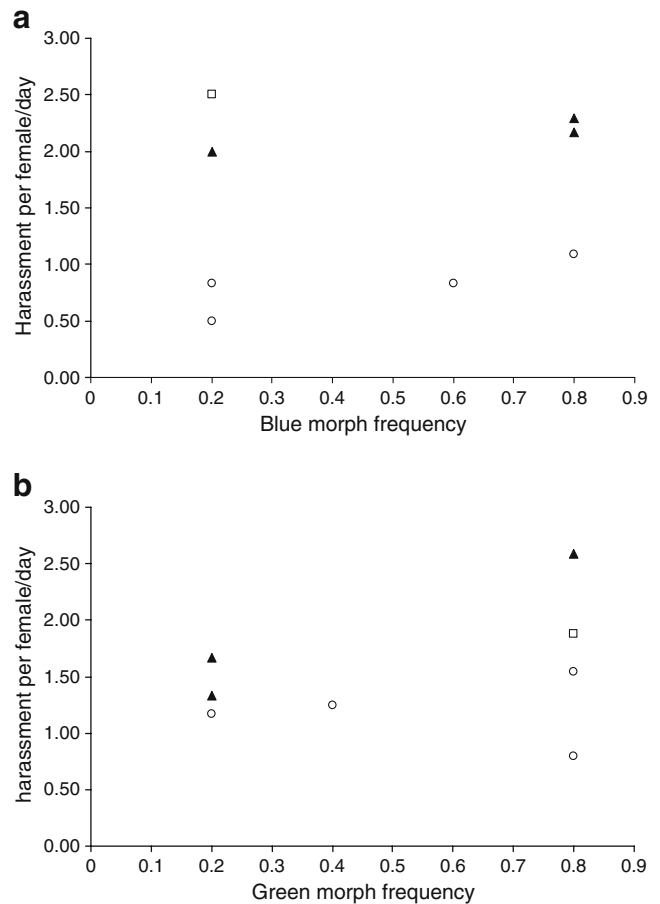 a
3.00
2.50
2.00
1.50
1.00
0.50
0.00
Harassment per female/day
0 0.1 0.2 0.3 0.4 0.5 0.6 0.7 0.8 0.9
Blue morph frequency
b
3.00
2.50
2.00
1.50
1.00
0.50
0.00
harassment per female/day
0 0.1 0.2 0.3 0.4 0.5 0.6 0.7 0.8 0.9
Green morph frequency